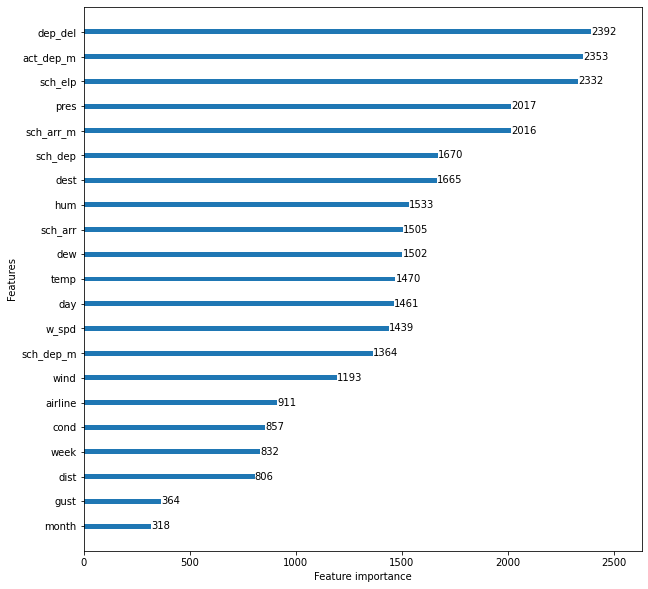 Features
dep_del 2392
act_dep_m 2353
sch_elp 2332
pres 2017
sch_arr_m 2016
sch_dep 1670
dest 1665
hum 1533
sch_arr 1505
dew 1502
temp 1470
day 1461
w_spd 1439
sch_dep_m 1364
wind 1193
airline 911
cond 857
week 832
dist 806
gust 364
month 318
0 500 1000 1500 2000 2500
Feature importance